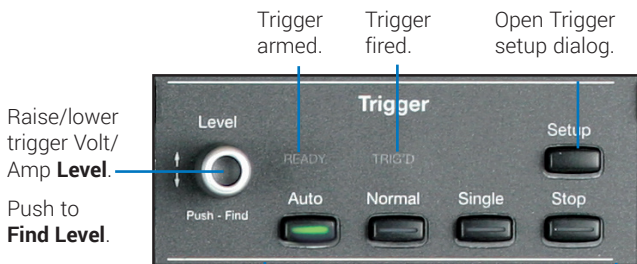 Trigger
armed.
Trigger
fired.
Open Trigger
setup dialog.
Raise/lower
trigger Volt/
Amp Level.
Push to
Find Level.
Trigger
Level
READY
TRIG'D
Setup
Push - Find
Auto
Normal
Single
Stop